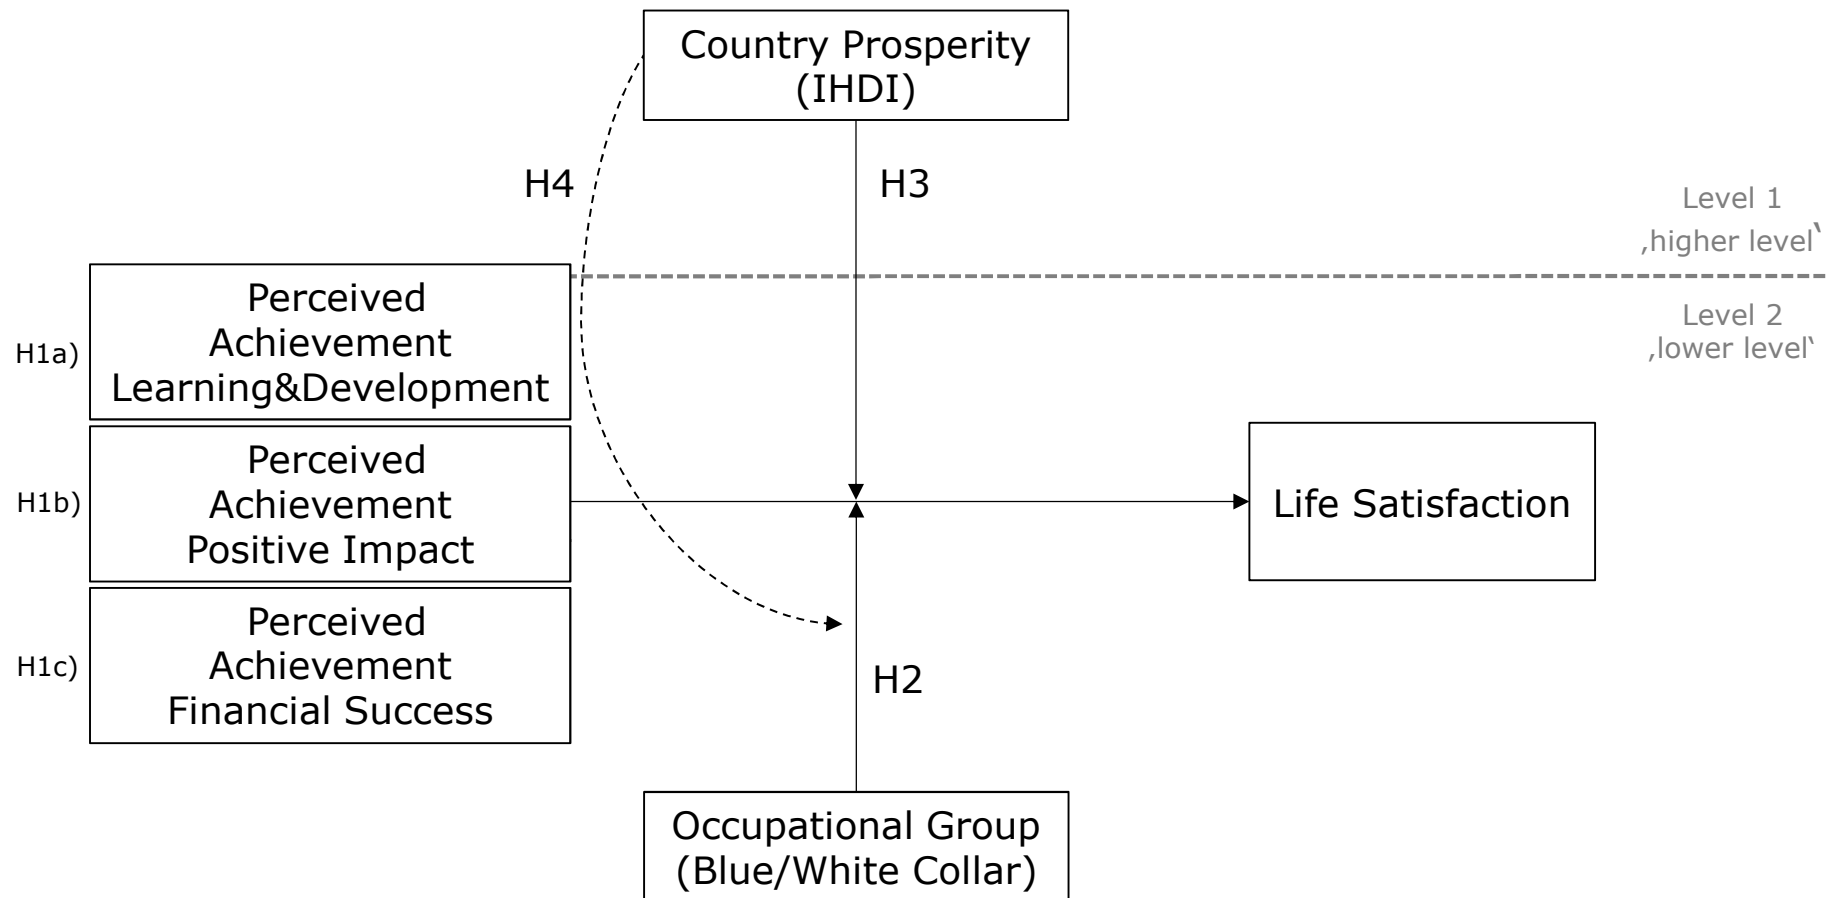 Country Prosperity
(IHDI)
H4
H3
Level 1
‚higher level‵
Perceived
Achievement
Learning&Development
H1a)
Level 2
‚lower level‵
Perceived
Achievement
Positive Impact
H1b)
Life Satisfaction
Perceived
Achievement
Financial Success
H1c)
H2
Occupational Group
(Blue/White Collar)